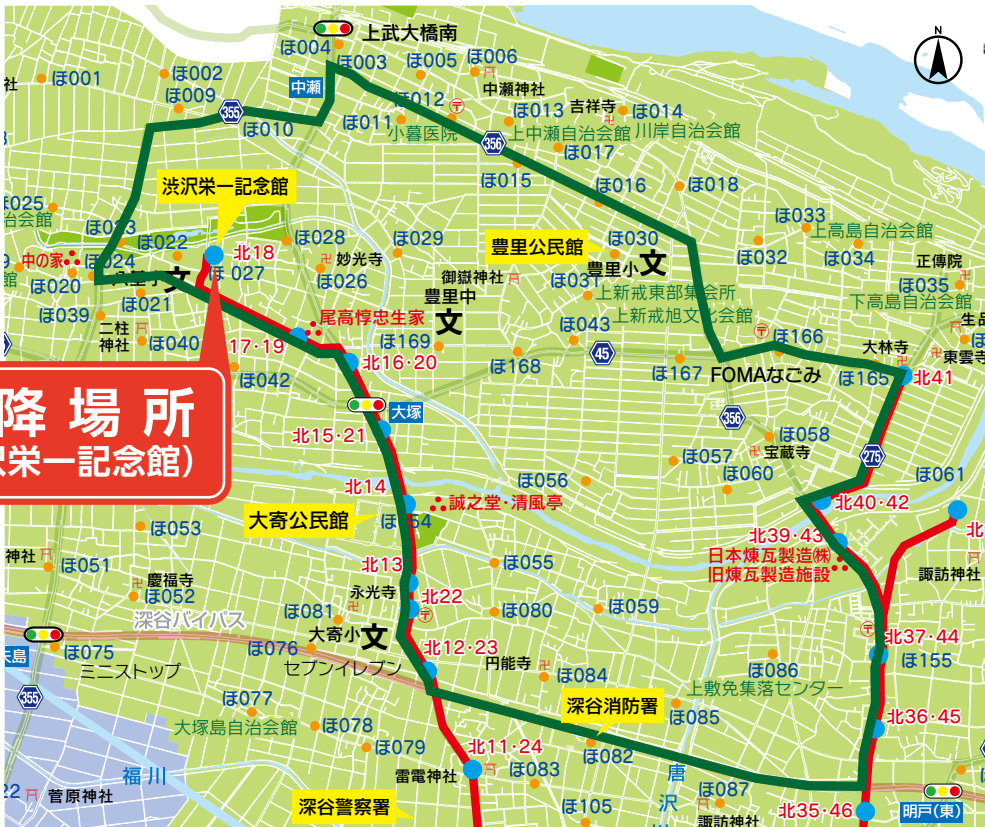 上武大橋南
N
ほ004
ほ003
ほ005
ほ006
ほ001
ほ002
中瀬
中瀬神社
ほ009
355
ほ010
ほ012
〒
ほ011
小暮医院
356
ほ013
吉祥寺
ほ014
上中瀬自治会館
川岸自治会館
ほ017
ほ015
ほ016
ほ018
渋沢栄一記念館
ほ025
治会館
ほ023
ほ022
北18
ほ028
ほ029
豊里公民館
ほ030
ほ033
上高島自治会館
ほ032
ほ034
中の家
ほ024
ほ020
館
文
ほ027
妙光寺
ほ026
御嶽神社
豊里中
文
豊里小
文
ほ031
上新戒東部集会所
上新戒旭文化会館
正傳院
ほ035
下高島自治会館
ほ021
ほ039
二柱
神社
ほ040
尾高惇忠生家
17・19
ほ169
ほ043
45
〒
ほ166
大林寺
東雲寺
北16・20
ほ168
ほ167
FOMAなごみ
ほ165
北41
ほ042
大塚
356
降場所
沢栄一記念館)
北15・21
ほ058
宝蔵寺
275
ほ057
ほ060
ほ061
北14
ほ056
誠之堂・清風亭
北40・42
ほ053
大寄公民館
北39・43
日本煉瓦製造㈱
旧煉瓦製造施設
諏訪神社
神社
ほ051
慶福寺
ほ052
北13
ほ055
永光寺
北22
〒
ほ081
ほ080
ほ059
深谷バイパス
大寄小
文
〒
北37・44
ほ155
ほ075
ほ076
北12・23
セブンイレブン
円能寺
ほ084
ほ086
上敷免集落センター
ミニストップ
355
ほ077
大塚島自治会館
ほ078
深谷消防署
ほ085
北36・45
ほ079
北11・24
ほ082
福川
雷電神社
ほ083
唐
沢
ほ087
諏訪神社
菅原神社
深谷警察署
ほ105
北35・46
明戸(東)